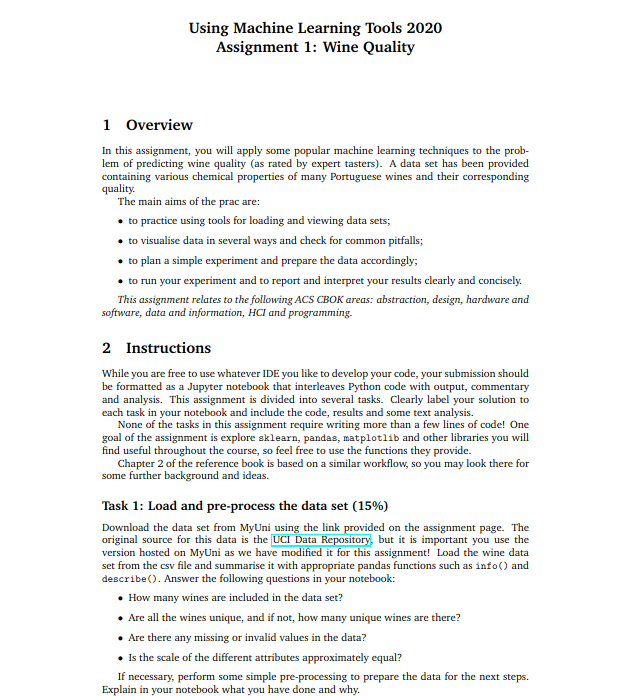 Using Machine Learning Tools 2020
Assignment 1: Wine Quality
1 Overview
In this assignment, you will apply some popular machine learning techniques to the prob-
lem of predicting wine quality (as rated by expert tasters). A data set has been provided
containing various chemical properties of many Portuguese wines and their corresponding
quality.
The main aims of the prac are:
• to practice using tools for loading and viewing data sets;
• to visualise data in several ways and check for common pitfalls;
• to plan a simple experiment and prepare the data accordingly;
• to run your experiment and to report and interpret your results clearly and concisely.
This assignment relates to the following ACS CBOK areas: abstraction, design, hardware and
software, data and information, HCI and programming.
2 Instructions
While you are free to use whatever IDE you like to develop your code, your submission should
be formatted as a Jupyter notebook that interleaves Python code with output, commentary
and analysis. This assignment is divided into several tasks. Clearly label your solution to
each task in your notebook and include the code, results and some text analysis.
None of the tasks in this assignment require writing more than a few lines of code! One
goal of the assignment is explore sklearn, pandas, matplotlib and other libraries you will
find useful throughout the course, so feel free to use the functions they provide.
Chapter 2 of the reference book is based on a similar workflow, so you may look there for
some further background and ideas.
Task 1: Load and pre-process the data set (15%)
Download the data set from MyUni using the link provided on the assignment page. The
original source for this data is the UCI Data Repository, but it is important you use the
version hosted on MyUni as we have modified it for this assignment! Load the wine data
set from the csv file and summarise it with appropriate pandas functions such as info() and
describe(). Answer the following questions in your notebook:
• How many wines are included in the data set?
• Are all the wines unique, and if not, how many unique wines are there?
• Are there any missing or invalid values in the data?
• Is the scale of the different attributes approximately equal?
If necessary, perform some simple pre-processing to prepare the data for the next steps.
Explain in your notebook what you have done and why.